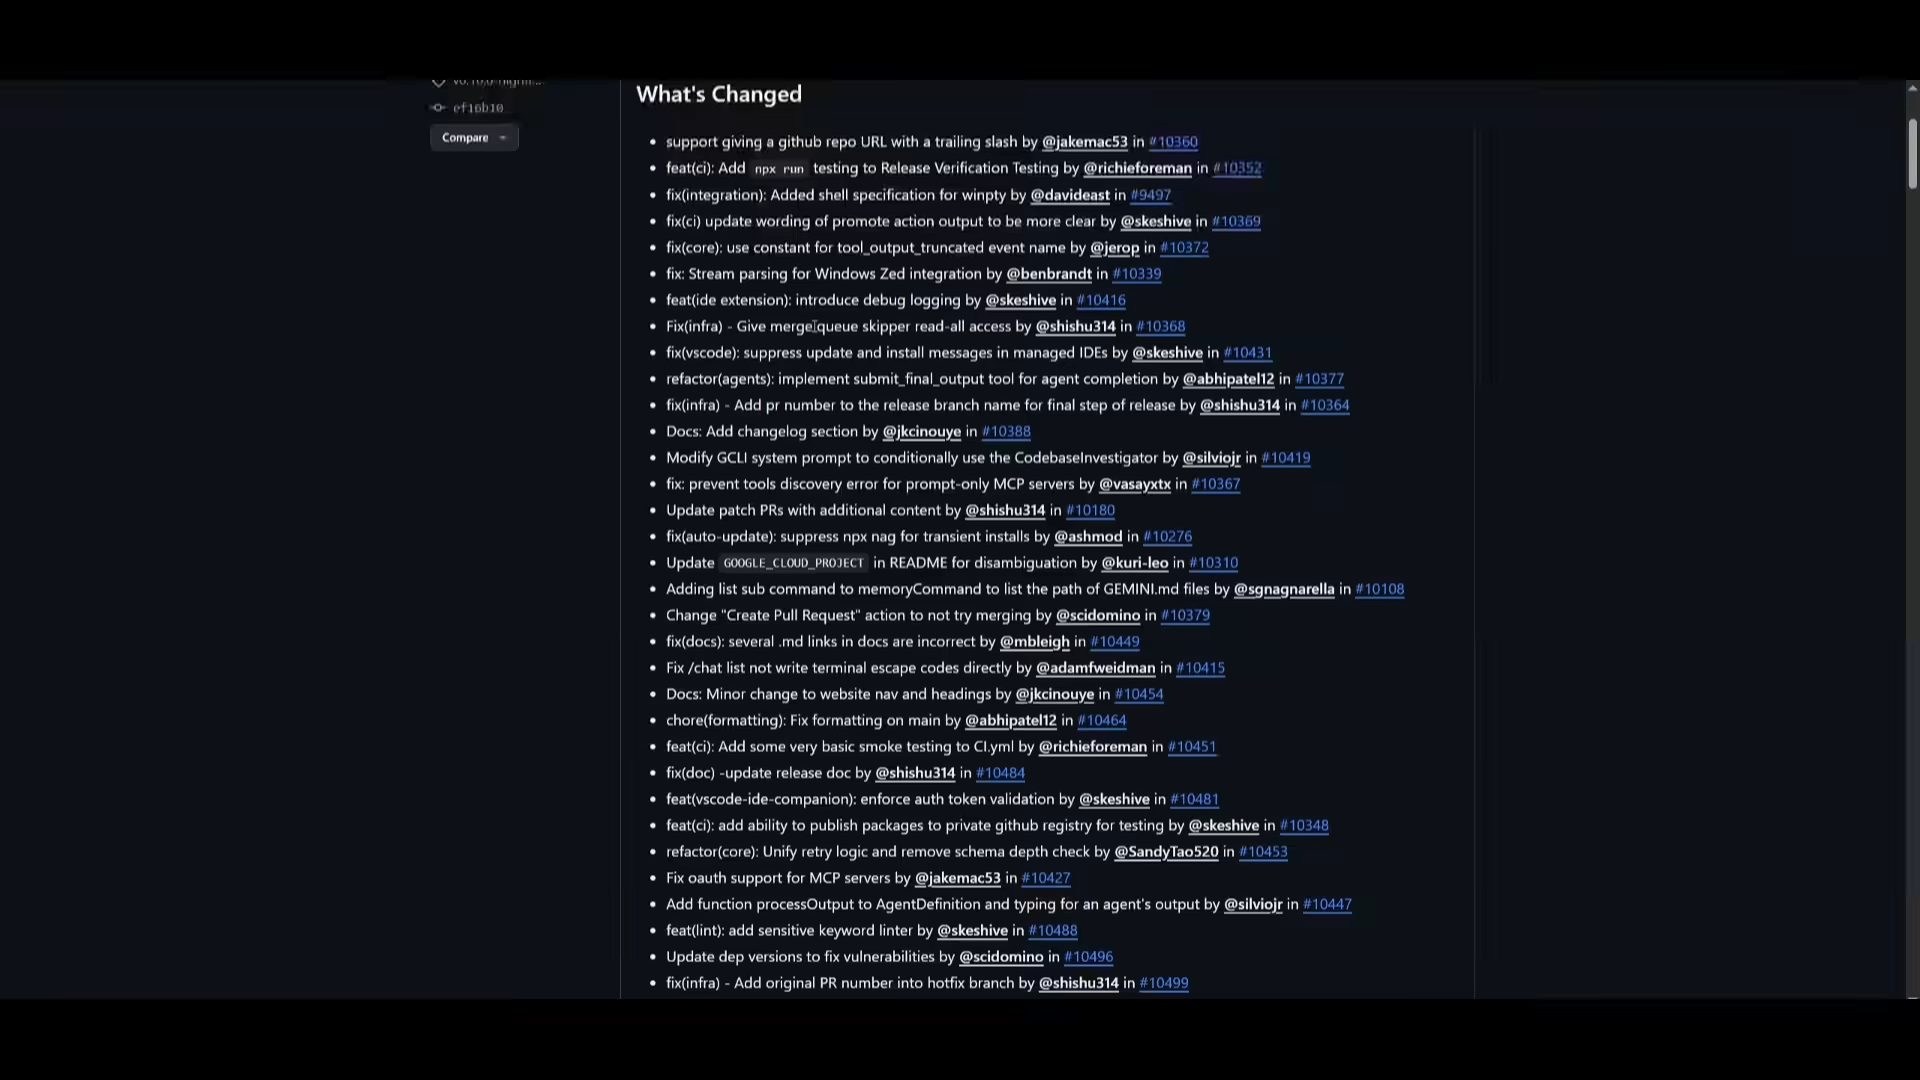 ef16b10
Compare
What's Changed
• support giving a github repo URL with a trailing slash by @jakemac53 in #10360
• feat(ci): Add npx run testing to Release Verification Testing by @richieforeman in #10352
• fix(integration): Added shell specification for winpty by @davideast in #9497
• fix(ci) update wording of promote action output to be more clear by @skeshive in #10369
• fix(core): use constant for tool_output_truncated event name by @jerop in #10372
• fix: Stream parsing for Windows Zed integration by @benbrandt in #10339
• feat(ide extension): introduce debug logging by @skeshive in #10416
• Fix(infra) - Give merge queue skipper read-all access by @shishu314 in #10368
• fix(vscode): suppress update and install messages in managed IDEs by @skeshive in #10431
• refactor(agents): implement submit_final_output tool for agent completion by @abhipatel12 in #10377
• fix(infra) - Add pr number to the release branch name for final step of release by @shishu314 in #10364
• Docs: Add changelog section by @jkcinouye in #10388
• Modify GCLI system prompt to conditionally use the CodebaseInvestigator by @silviojr in #10419
• fix: prevent tools discovery error for prompt-only MCP servers by @vasayxtx in #10367
• Update patch PRs with additional content by @shishu314 in #10180
• fix(auto-update): suppress npx nag for transient installs by @ashmod in #10276
• Update GOOGLE_CLOUD_PROJECT in README for disambiguation by @kuri-leo in #10310
• Adding list sub command to memoryCommand to list the path of GEMINI.md files by @sgnagnarella in #10108
• Change "Create Pull Request" action to not try merging by @scidomino in #10379
• fix(docs): several .md links in docs are incorrect by @mbleigh in #10449
• Fix /chat list not write terminal escape codes directly by @adamfweidman in #10415
• Docs: Minor change to website nav and headings by @jkcinouye in #10454
• chore(formatting): Fix formatting on main by @abhipatel12 in #10464
• feat(ci): Add some very basic smoke testing to CI.yml by @richieforeman in #10451
• fix(doc) -update release doc by @shishu314 in #10484
• feat(vscode-ide-companion): enforce auth token validation by @skeshive in #10481
• feat(ci): add ability to publish packages to private github registry for testing by @skeshive in #10348
• refactor(core): Unify retry logic and remove schema depth check by @SandyTao520 in #10453
• Fix oauth support for MCP servers by @jakemac53 in #10427
• Add function processOutput to AgentDefinition and typing for an agent's output by @silviojr in #10447
• feat(lint): add sensitive keyword linter by @skeshive in #10488
• Update dep versions to fix vulnerabilities by @scidomino in #10496
• fix(infra) - Add original PR number into hotfix branch by @shishu314 in #10499